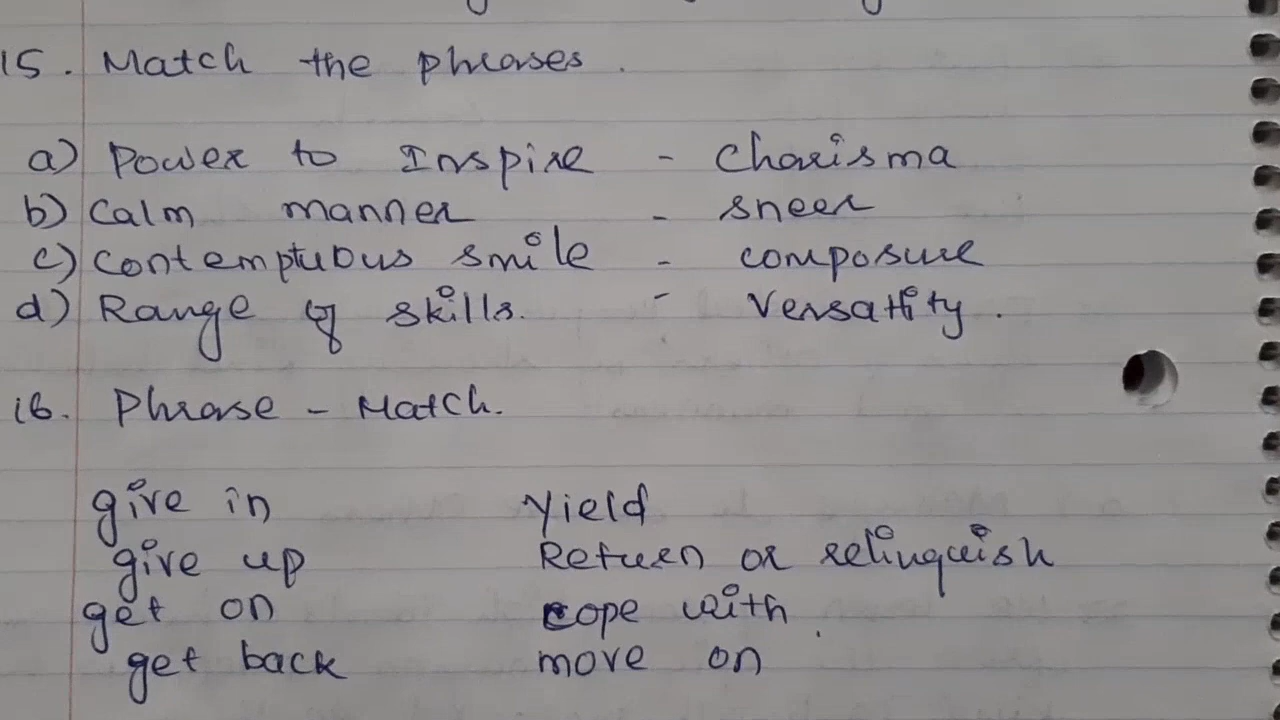 15. Match the phrases.
a) Power to Inspire - Charisma
b) Calm manner - sneer
c) Contemptuous smile - composure
d) Range of skills. - Versatity.
16. Phrase - Match.
give in Yield
give up Return or relinquish
get on cope with
get back move on